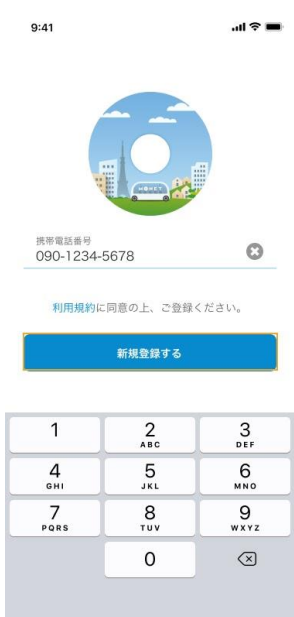 9:41
MONET
携帯電話番号
090-1234-5678
利用規約に同意の上、ご登録ください。
新規登録する
1
2
ABC
3
DEF
4
GHI
5
JKL
6
MNO
7
PQRS
8
TUV
9
WXYZ
0